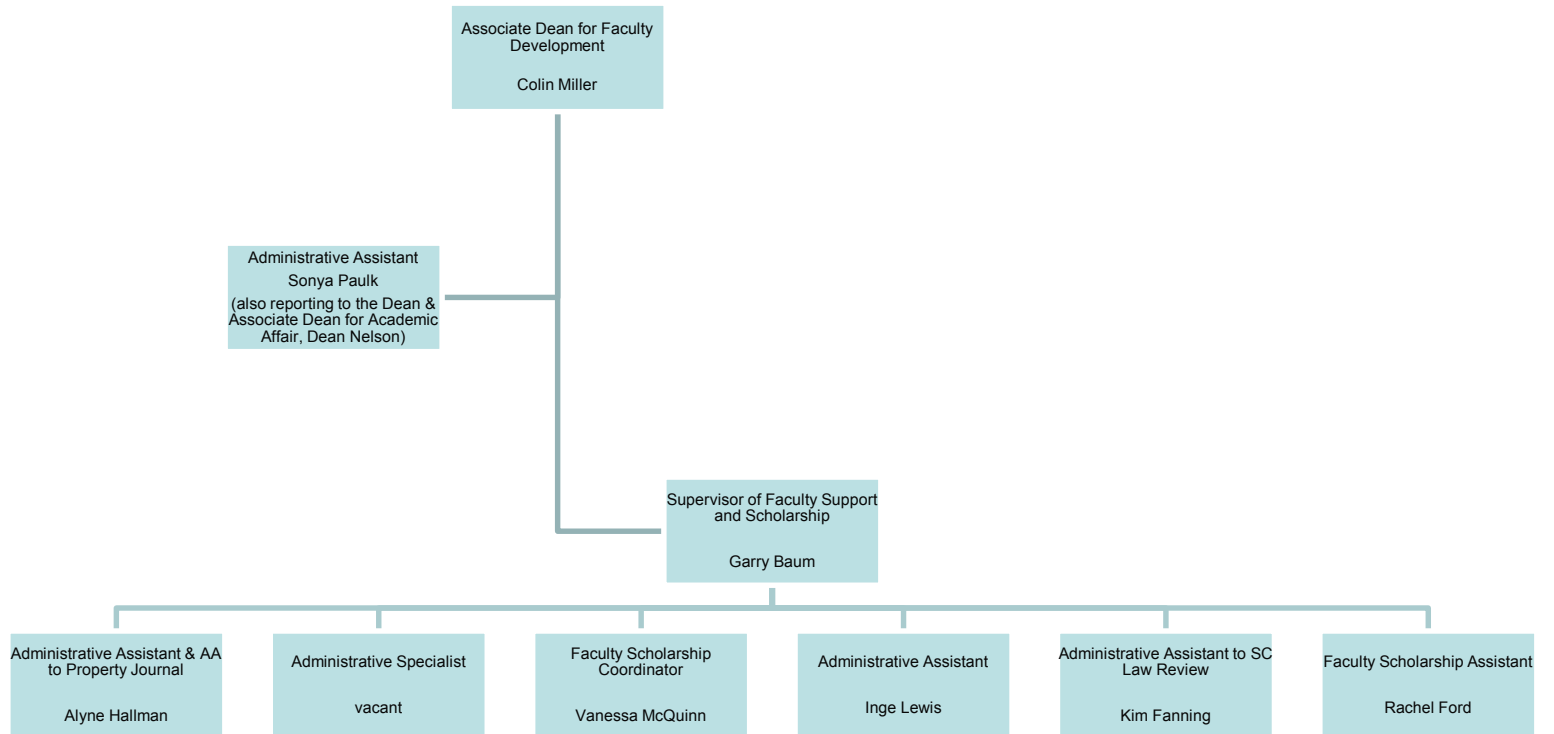 Associate Dean for Faculty
Development
Colin Miller
Administrative Assistant
Sonya Paulk
(also reporting to the Dean &
Associate Dean for Academic
Affair, Dean Nelson)
Supervisor of Faculty Support
and Scholarship
Garry Baum
Administrative Assistant & AA
to Property Journal
Alyne Hallman
Administrative Specialist
vacant
Faculty Scholarship
Coordinator
Vanessa McQuinn
Administrative Assistant
Inge Lewis
Administrative Assistant to SC
Law Review
Kim Fanning
Faculty Scholarship Assistant
Rachel Ford